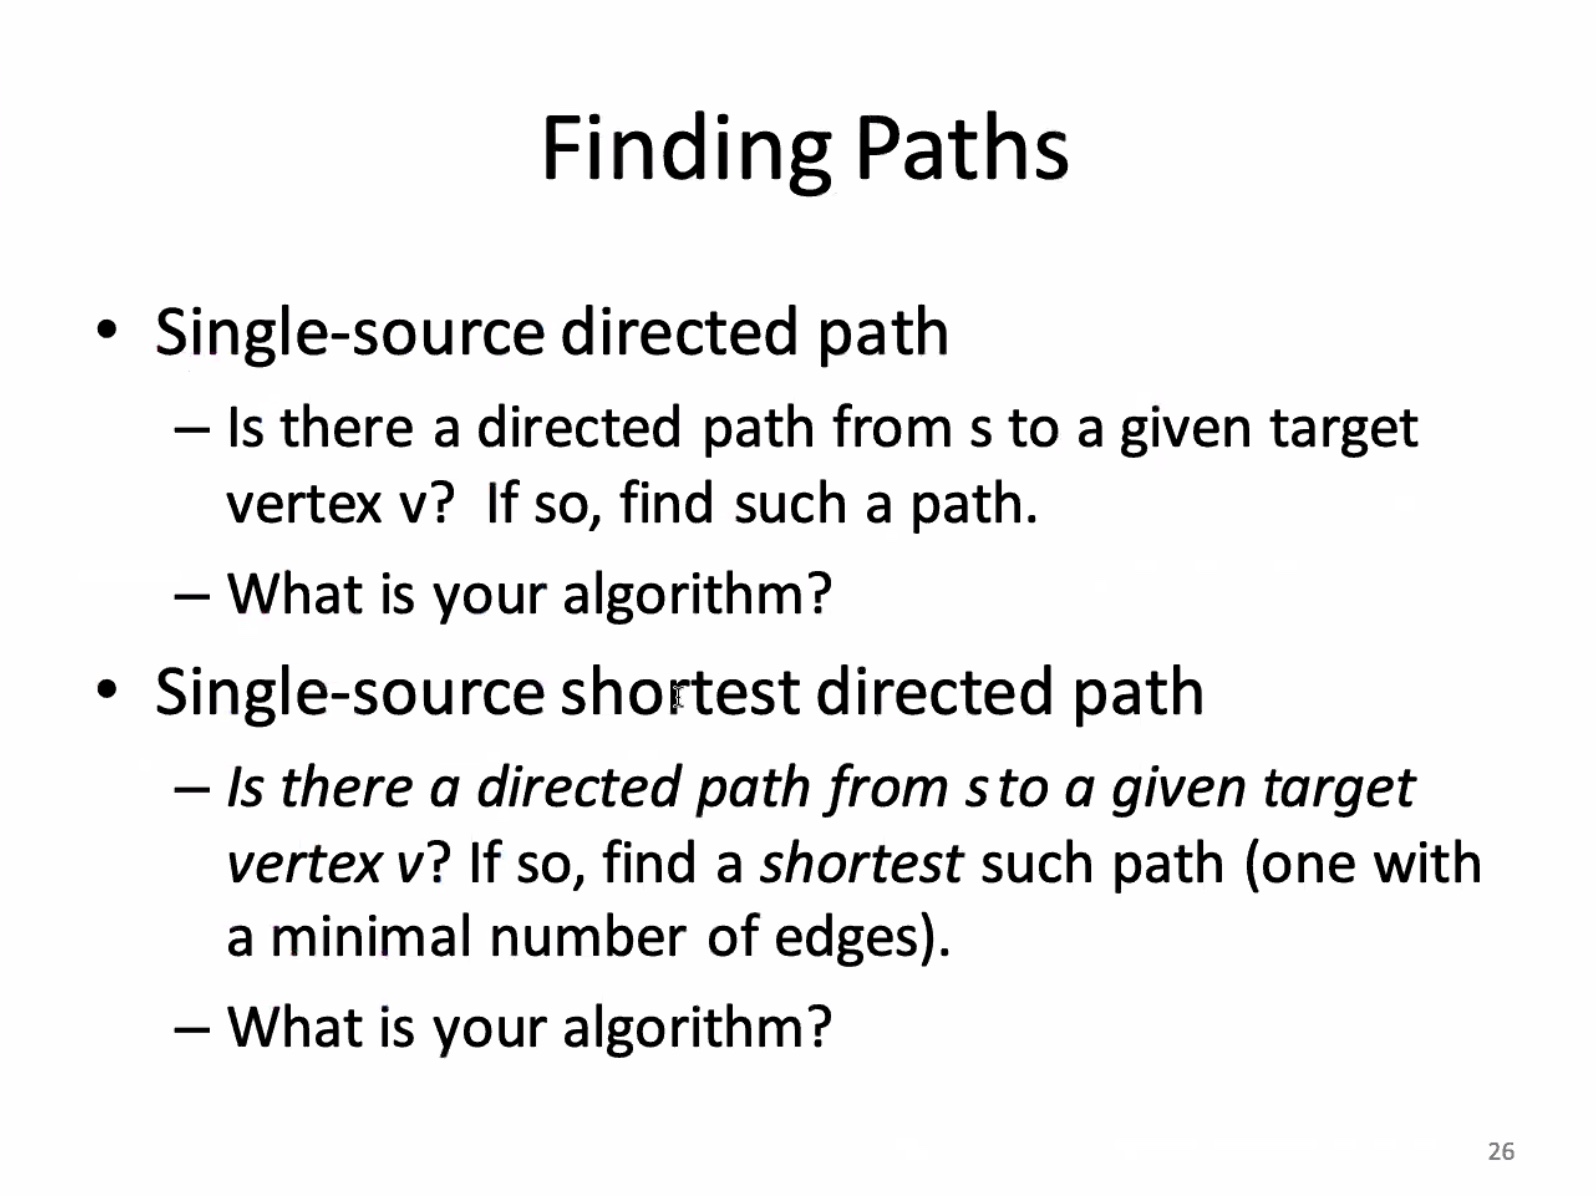 Finding Paths
• Single-source directed path
– Is there a directed path from s to a given target
vertex v?  If so, find such a path.
– What is your algorithm?
• Single-source shortest directed path
– Is there a directed path from s to a given target
vertex v? If so, find a shortest such path (one with
a minimal number of edges).
– What is your algorithm?
26